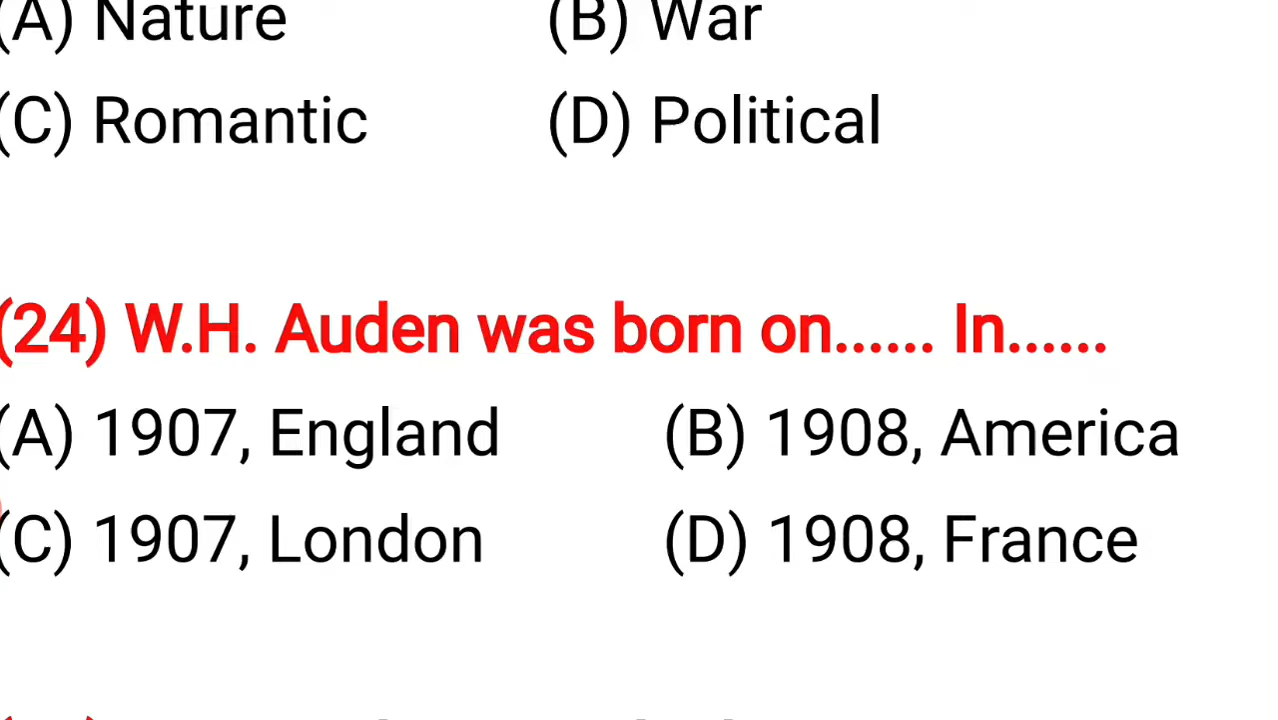 (A) Nature (B) War
(C) Romantic (D) Political
(24) W.H. Auden was born on...... In......
(A) 1907, England (B) 1908, America
(C) 1907, London (D) 1908, France